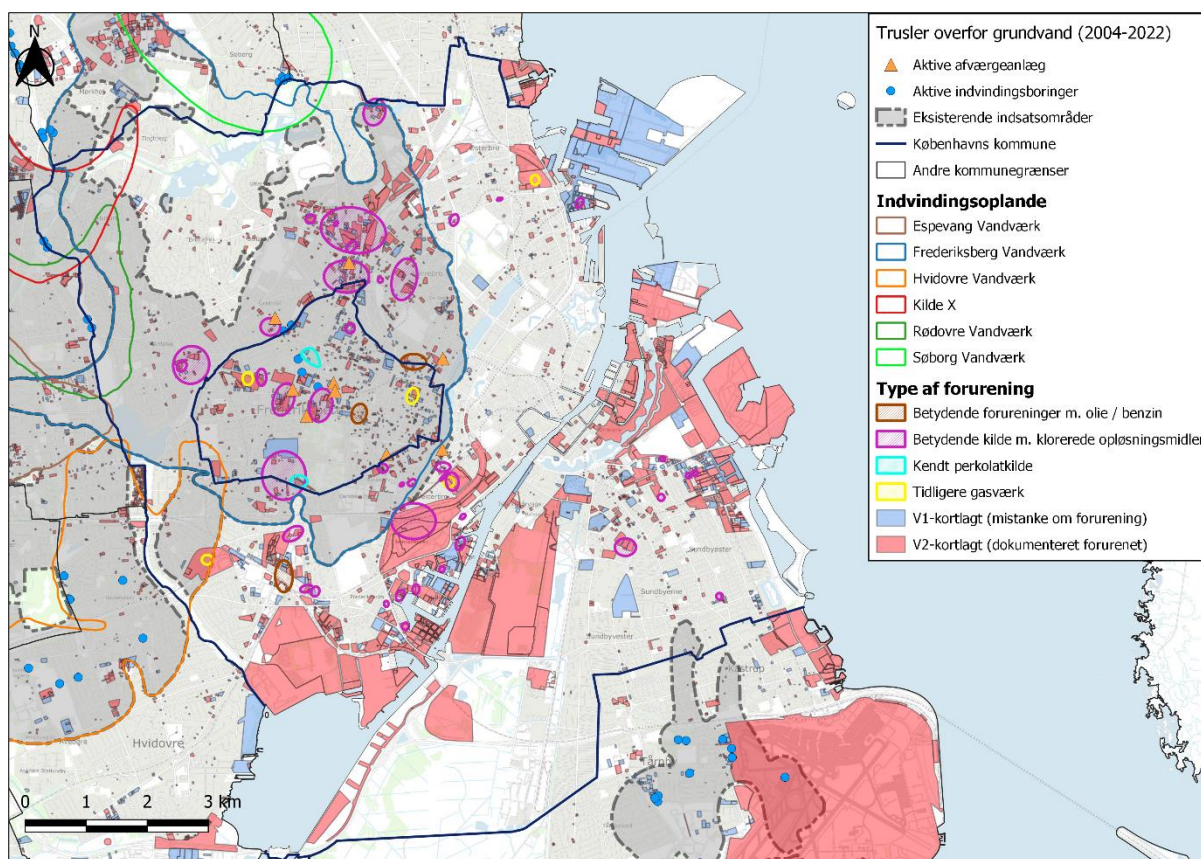 Trusler overfor grundvand (2004-2022)
Aktive afværgeanlæg
Aktive indvindingsboringer
Eksisterende indsatsområder
Københavns kommune
Andre kommunegrænser
Indvindingsoplande
Espevang Vandværk
Frederiksberg Vandværk
Hvidovre Vandværk
Kilde X
Rødovre Vandværk
Søborg Vandværk
Type af forurening
Betydende forureninger m. olie / benzin
Betydende kilde m. klorerede opløsningsmidler
Kendt perkolatkilde
Tidligere gasværk
V1-kortlagt (mistanke om forurening)
V2-kortlagt (dokumenteret forurenet)
N
Søborg
Sundbyøster
Sundbyerne
Sundbyvester
Kastrup
Hvidovre
0 1 2 3 km